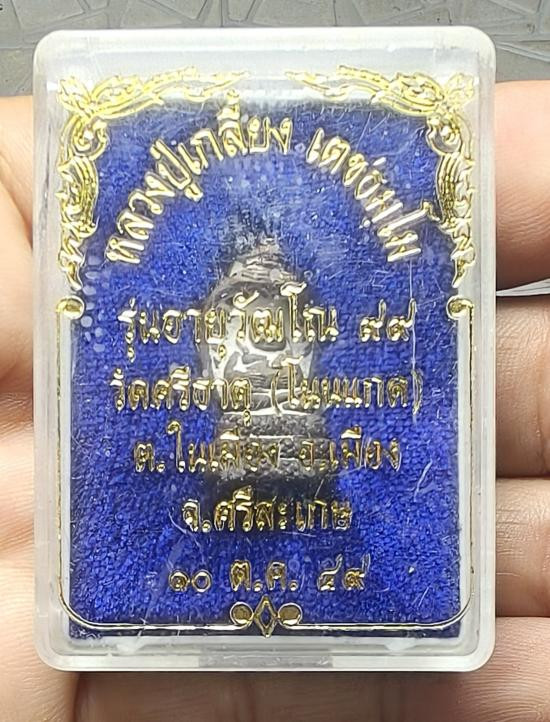 หลวงปู่เกลี้ยง เตชธมฺโม
รุ่นอายุวัฒโณ ๙๙
วัดศรีธาตุ (โนนแกด)
ต.ในเมือง อ.เมือง
จ.ศรีสะเกษ
๑๐ ต.ค. ๕๙